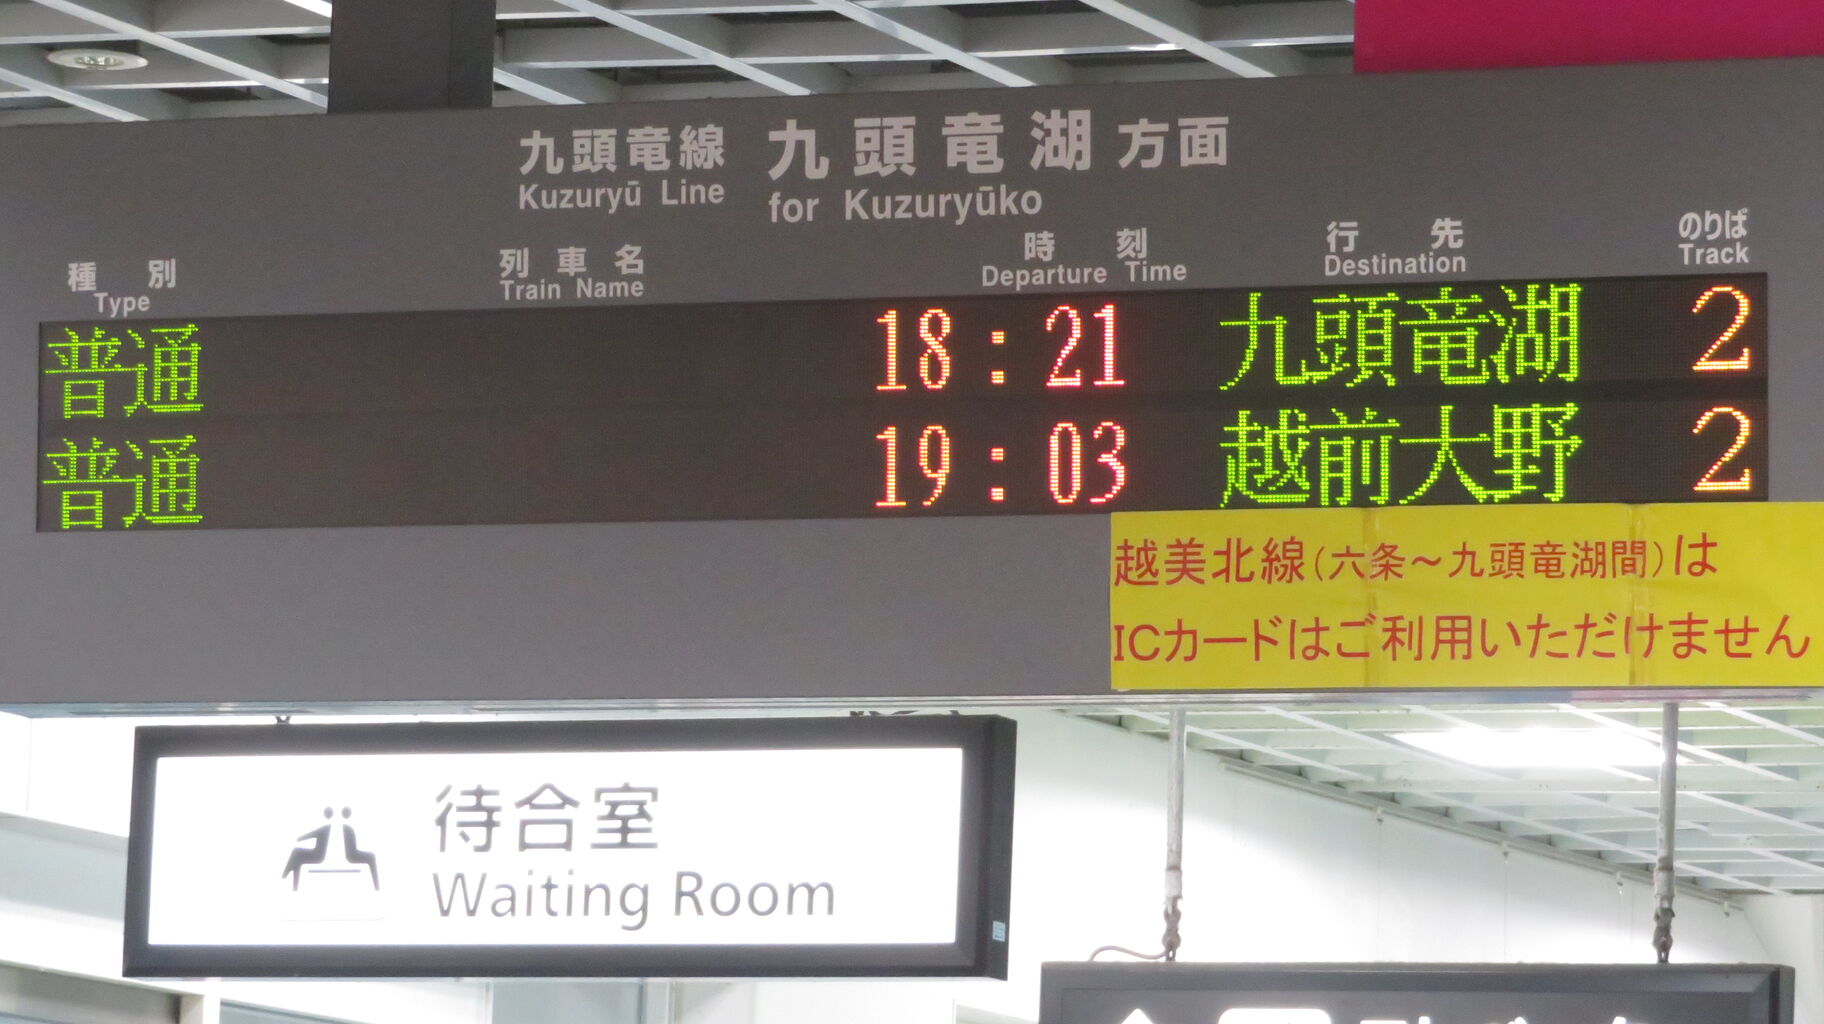 九頭竜線 九頭竜湖方面
Kuzuryū Line for Kuzuryūko
種別 列車名 時刻 行先 のりば
Type Train Name Departure Time Destination Track
普通 18:21 九頭竜湖 2
普通 19:03 越前大野 2
越美北線(六条～九頭竜湖間)は
ICカードはご利用いただけません
待合室
Waiting Room